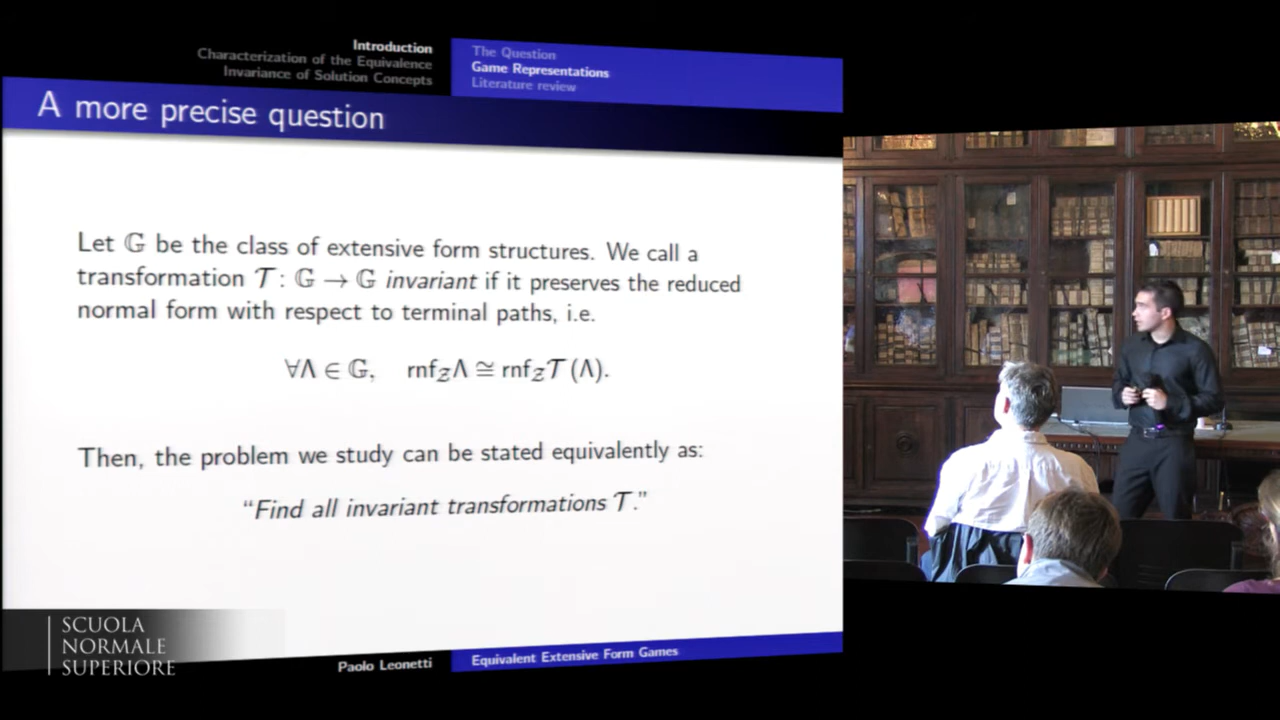 Introduction
Characterization of the Equivalence
Invariance of Solution Concepts
The Question
Game Representations
Literature review
A more precise question
Let 𝔾 be the class of extensive form structures. We call a
transformation 𝒯 : 𝔾 → 𝔾 invariant if it preserves the reduced
normal form with respect to terminal paths, i.e.
∀Λ ∈ 𝔾, rnf_𝒵Λ ≅ rnf_𝒵𝒯 (Λ).
Then, the problem we study can be stated equivalently as:
“Find all invariant transformations 𝒯.”
Paolo Leonetti
Equivalent Extensive Form Games
SCUOLA
NORMALE
SUPERIORE